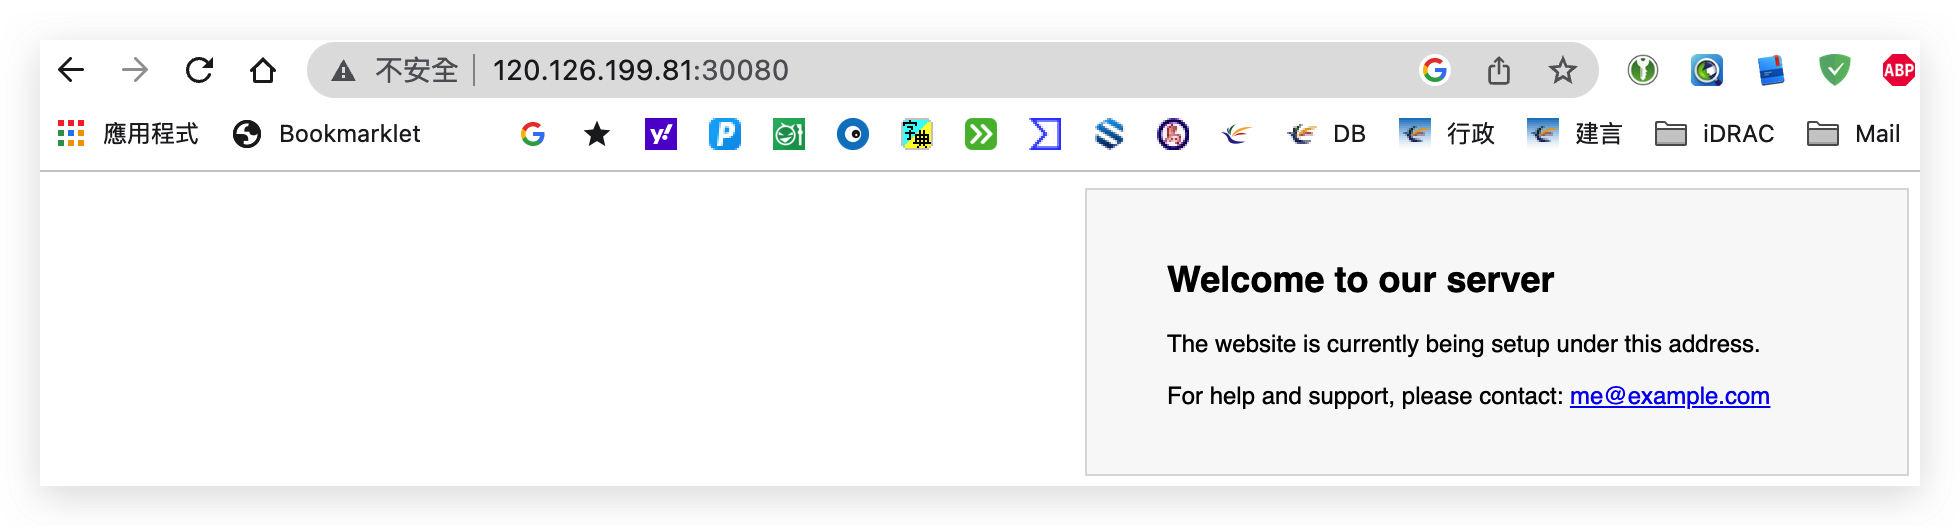 不安全 120.126.199.81:30080
ABP
應用程式 Bookmarklet y! P 字典 DB 行政 建言 iDRAC Mail
Welcome to our server
The website is currently being setup under this address.
For help and support, please contact: me@example.com